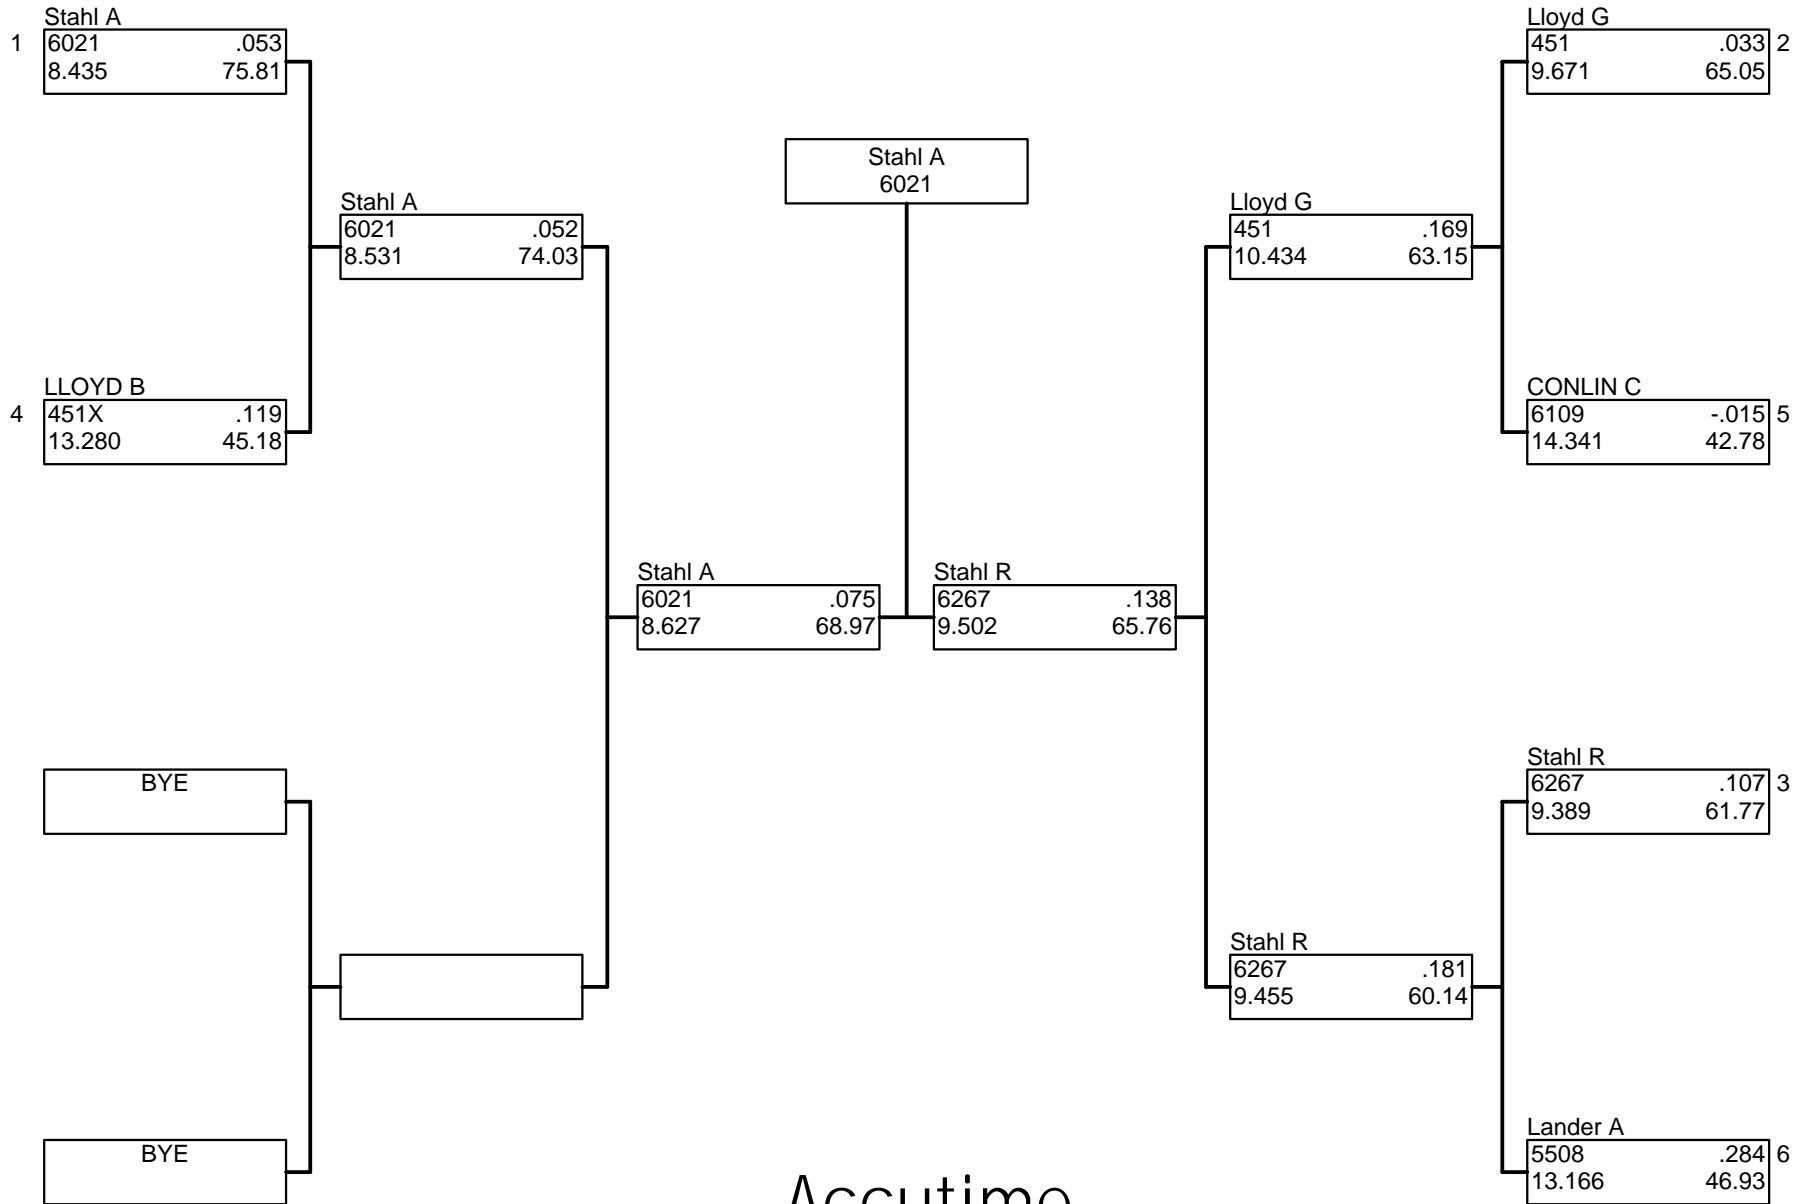 Stahl A
1 6021 .053
8.435 75.81
LLOYD B
4 451X .119
13.280 45.18
BYE
BYE
Stahl A
6021 .052
8.531 74.03
Stahl A
6021 .075
8.627 68.97
Stahl A
6021
Stahl R
6267 .138
9.502 65.76
Lloyd G
451 .169
10.434 63.15
Stahl R
6267 .181
9.455 60.14
Lloyd G
451 .033 2
9.671 65.05
CONLIN C
6109 -.015 5
14.341 42.78
Stahl R
6267 .107 3
9.389 61.77
Lander A
5508 .284 6
13.166 46.93
Accutime